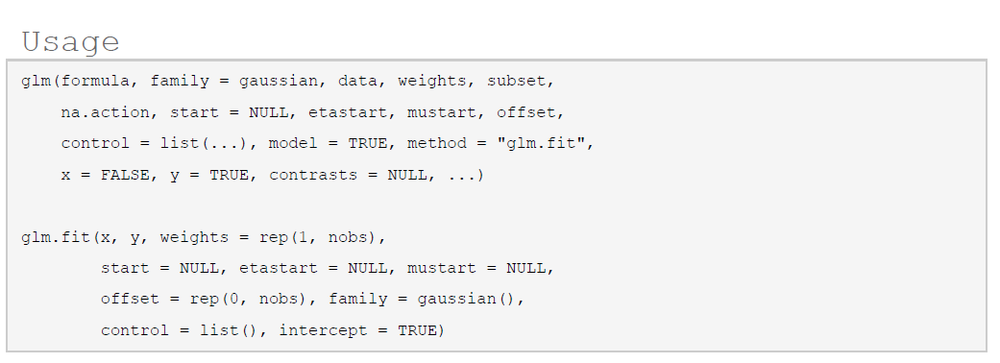 Usage
glm(formula, family = gaussian, data, weights, subset,
    na.action, start = NULL, etastart, mustart, offset,
    control = list(...), model = TRUE, method = "glm.fit",
    x = FALSE, y = TRUE, contrasts = NULL, ...)
glm.fit(x, y, weights = rep(1, nobs),
        start = NULL, etastart = NULL, mustart = NULL,
        offset = rep(0, nobs), family = gaussian(),
        control = list(), intercept = TRUE)